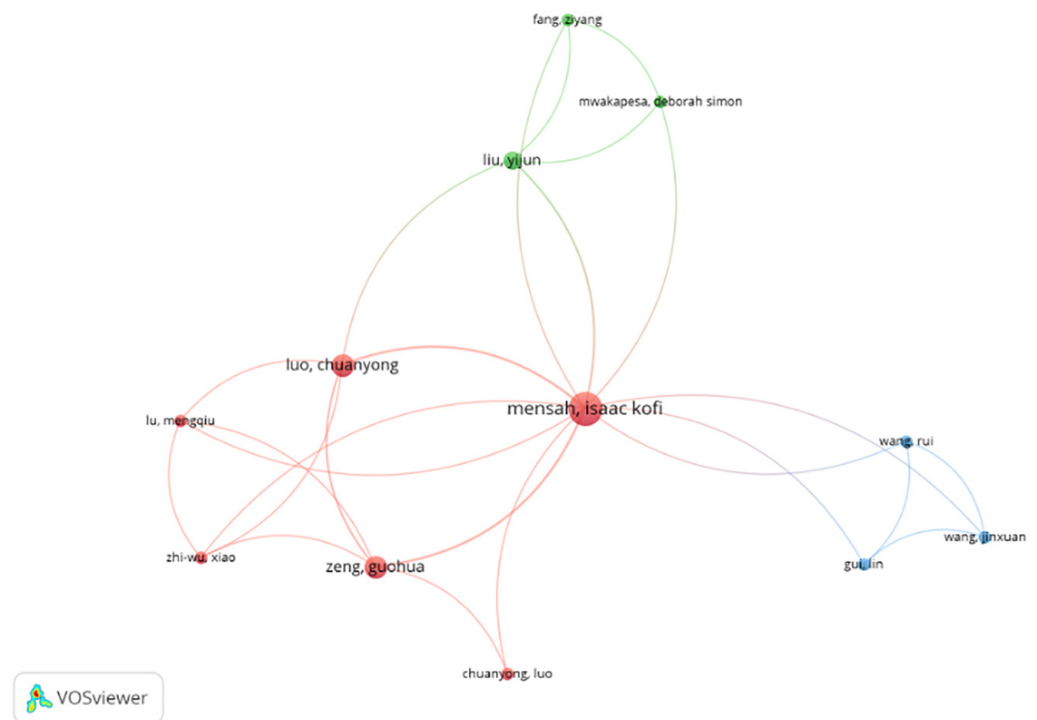 fang, ziyang
mwakapesa, deborah simon
liu, yijun
luo, chuanyong
mensah, isaac kofi
lu, mengqiu
wang, rui
wang, jinxuan
zhi-wu, xiao
zeng, guohua
gui, lin
chuanyong, luo
VOSviewer